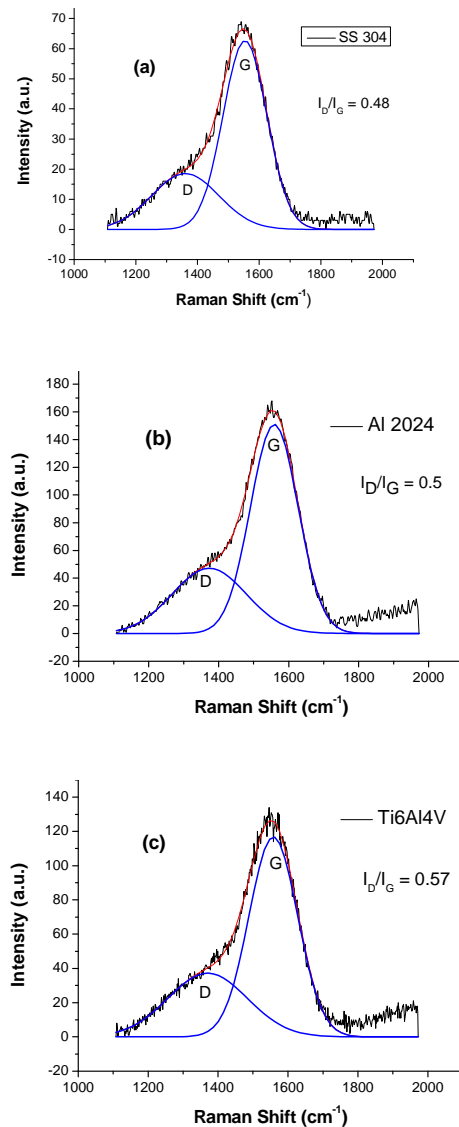 70
60
50
40
30
20
10
0
-10
(a)
SS 304
G
I_D/I_G = 0.48
D
Intensity (a.u.)
1000 1200 1400 1600 1800 2000
Raman Shift (cm⁻¹)
180
160
140
120
100
80
60
40
20
0
-20
(b)
Al 2024
G
I_D/I_G = 0.5
D
Intensity (a.u.)
1000 1200 1400 1600 1800 2000
Raman Shift (cm⁻¹)
140
120
100
80
60
40
20
0
-20
(c)
Ti6Al4V
G
I_D/I_G = 0.57
D
Intensity (a.u.)
1000 1200 1400 1600 1800 2000
Raman Shift (cm⁻¹)